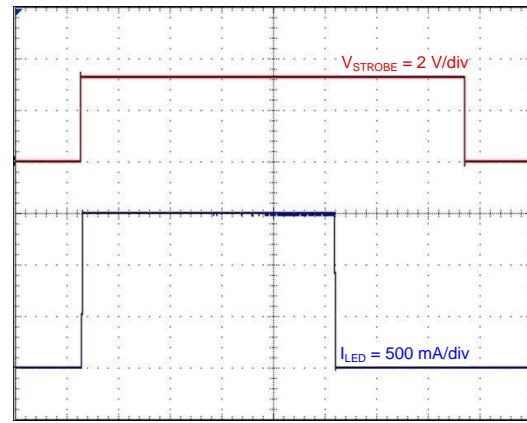 VSTROBE = 2 V/div
ILED = 500 mA/div